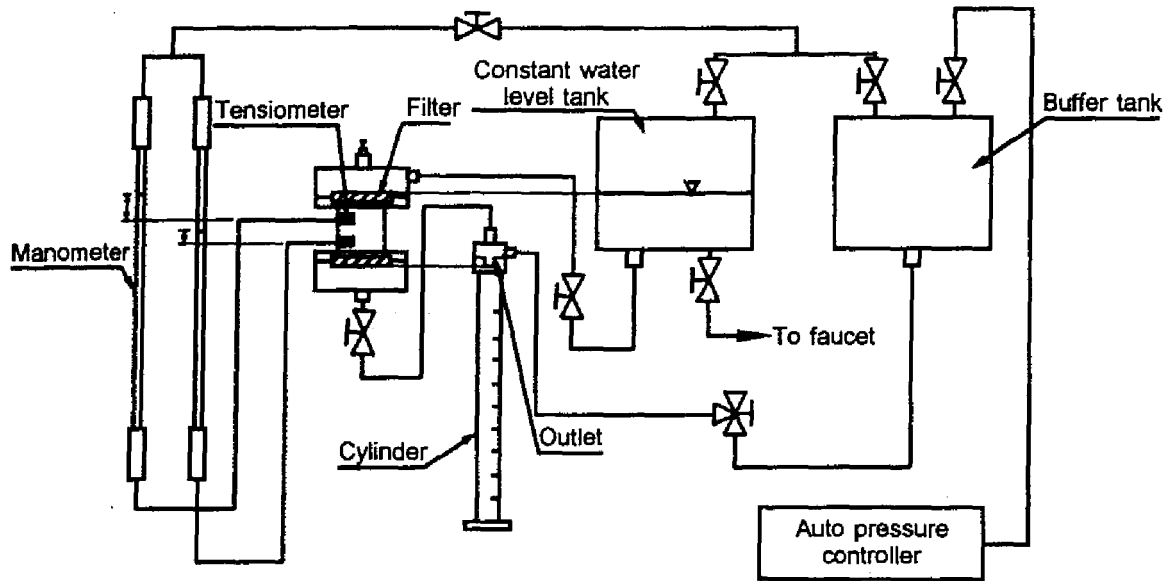 Constant water
level tank
Buffer tank
Tensiometer
Filter
Manometer
To faucet
Cylinder
Outlet
Auto pressure
controller